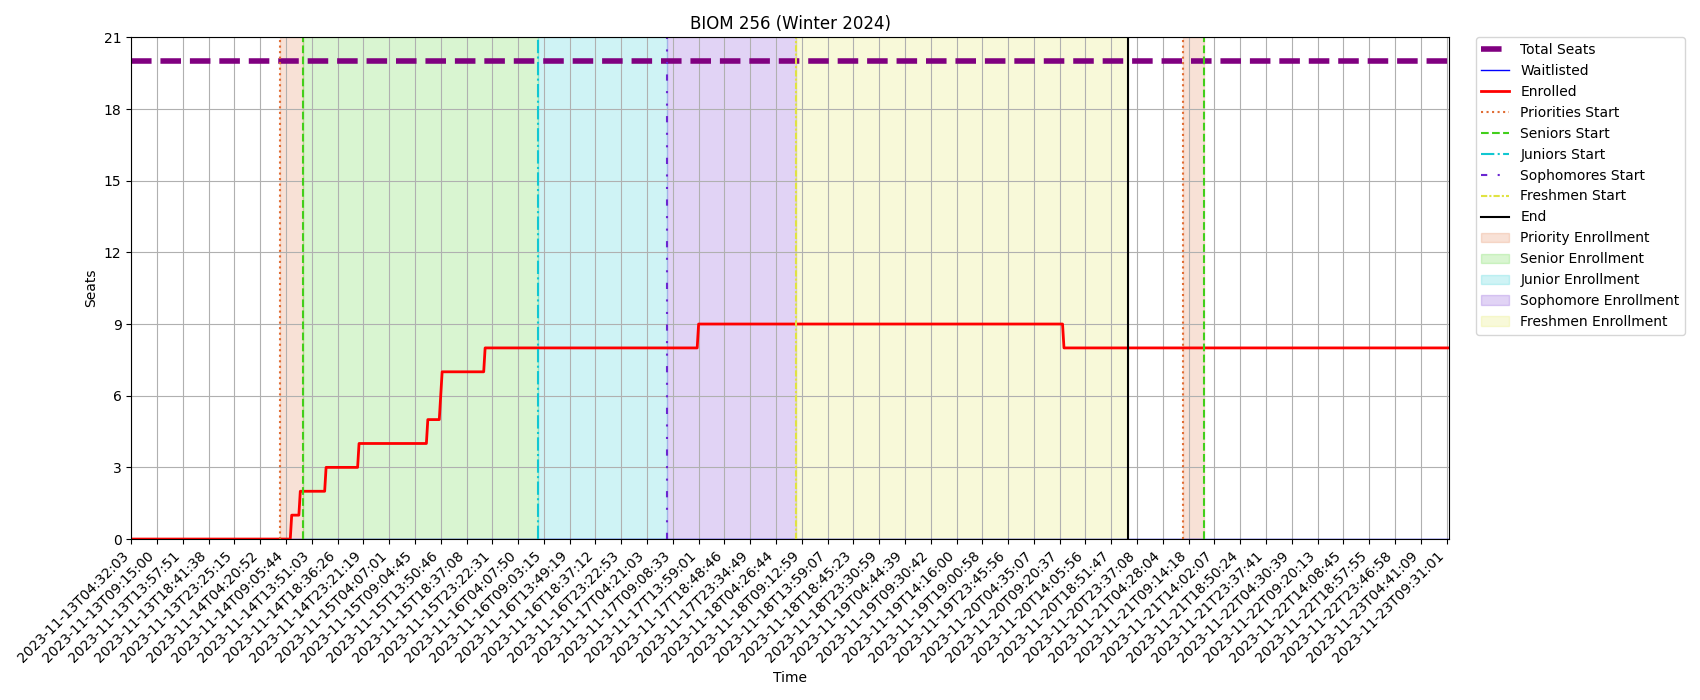 BIOM 256 (Winter 2024)
21
18
15
12
9
6
3
0
Seats
2023-11-13T04:32:03
2023-11-13T09:15:00
2023-11-13T13:57:51
2023-11-13T18:41:38
2023-11-13T23:25:15
2023-11-14T04:20:52
2023-11-14T09:05:44
2023-11-14T13:51:03
2023-11-14T18:36:26
2023-11-14T23:21:19
2023-11-15T04:07:01
2023-11-15T09:04:45
2023-11-15T13:50:46
2023-11-15T18:37:08
2023-11-15T23:22:31
2023-11-16T04:07:50
2023-11-16T09:03:15
2023-11-16T13:49:19
2023-11-16T18:37:12
2023-11-16T23:22:53
2023-11-17T04:21:03
2023-11-17T09:08:33
2023-11-17T13:59:01
2023-11-17T18:48:46
2023-11-17T23:34:49
2023-11-18T04:26:44
2023-11-18T09:12:59
2023-11-18T13:59:07
2023-11-18T18:45:23
2023-11-18T23:30:59
2023-11-19T04:44:39
2023-11-19T09:30:42
2023-11-19T14:16:00
2023-11-19T19:00:58
2023-11-19T23:45:56
2023-11-20T04:35:07
2023-11-20T09:20:37
2023-11-20T14:05:56
2023-11-20T18:51:47
2023-11-20T23:37:08
2023-11-21T04:28:04
2023-11-21T09:14:18
2023-11-21T14:02:07
2023-11-21T18:50:24
2023-11-21T23:37:41
2023-11-22T04:30:39
2023-11-22T09:20:13
2023-11-22T14:08:45
2023-11-22T18:57:55
2023-11-22T23:46:58
2023-11-23T04:41:09
2023-11-23T09:31:01
Time
Total Seats
Waitlisted
Enrolled
Priorities Start
Seniors Start
Juniors Start
Sophomores Start
Freshmen Start
End
Priority Enrollment
Senior Enrollment
Junior Enrollment
Sophomore Enrollment
Freshmen Enrollment